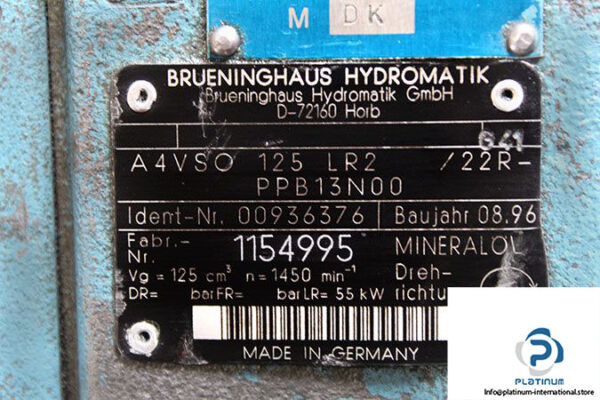 M DK
BRUENINGHAUS HYDROMATIK
Brueninghaus Hydromatik GmbH
D-72160 Horb
G41
A4VSO 125 LR2 /22R-
PPB13N00
Ident-Nr. 00936376 Baujahr 08.96
Fabr.-
Nr. 1154995 MINERALÖL
Vg = 125 cm³ n = 1450 min⁻¹ Dreh-
DR= bar FR= bar LR= 55 kW richtu
MADE IN GERMANY
PLATINUM
platinum-international.store